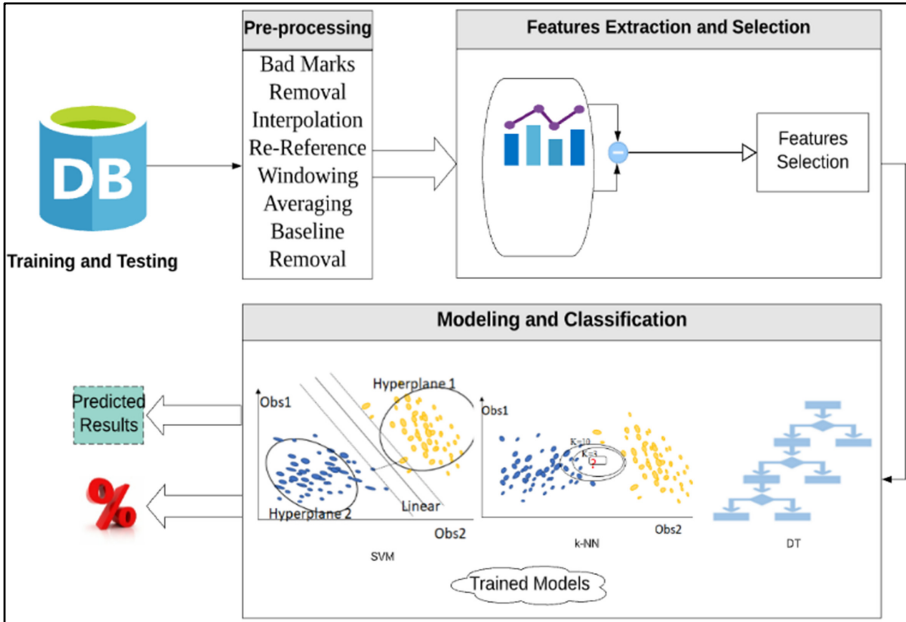 Pre-processing
Features Extraction and Selection
Bad Marks
Removal
Interpolation
Re-Reference
Windowing
Averaging
Baseline
Removal
DB
Training and Testing
Features
Selection
Modeling and Classification
Predicted
Results
%
Obs1
Hyperplane 1
Hyperplane 2
Linear
Obs2
SVM
Obs1
K=10
?
Obs2
k-NN
DT
Trained Models